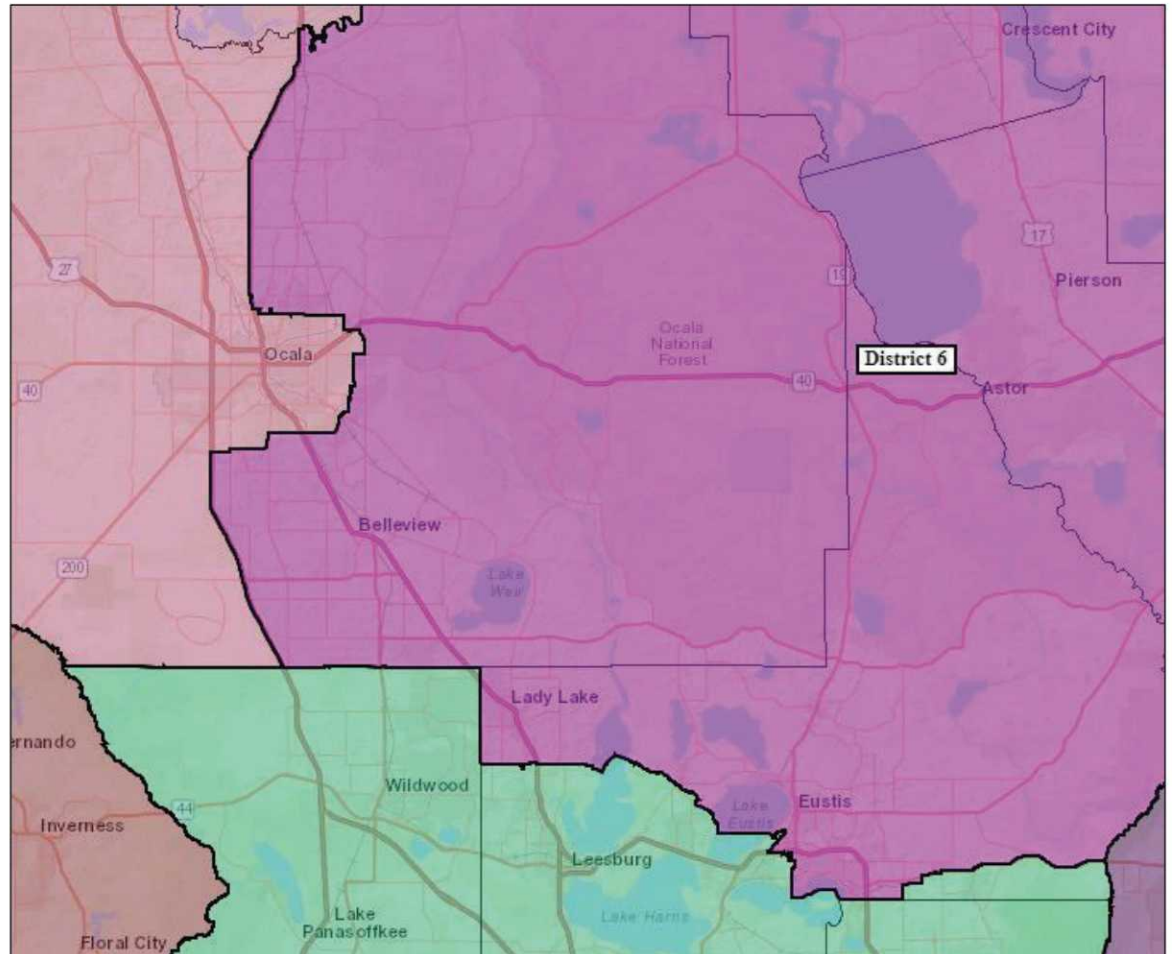 Crescent City
17
27
19
Pierson
Ocala
National
Forest
Ocala
District 6
40
40
Astor
Belleview
200
Lake
Weir
Lady Lake
ernando
Wildwood
44
Lake
Eustis
Eustis
Inverness
Leesburg
Lake
Panasoffkee
Lake Harris
Floral City